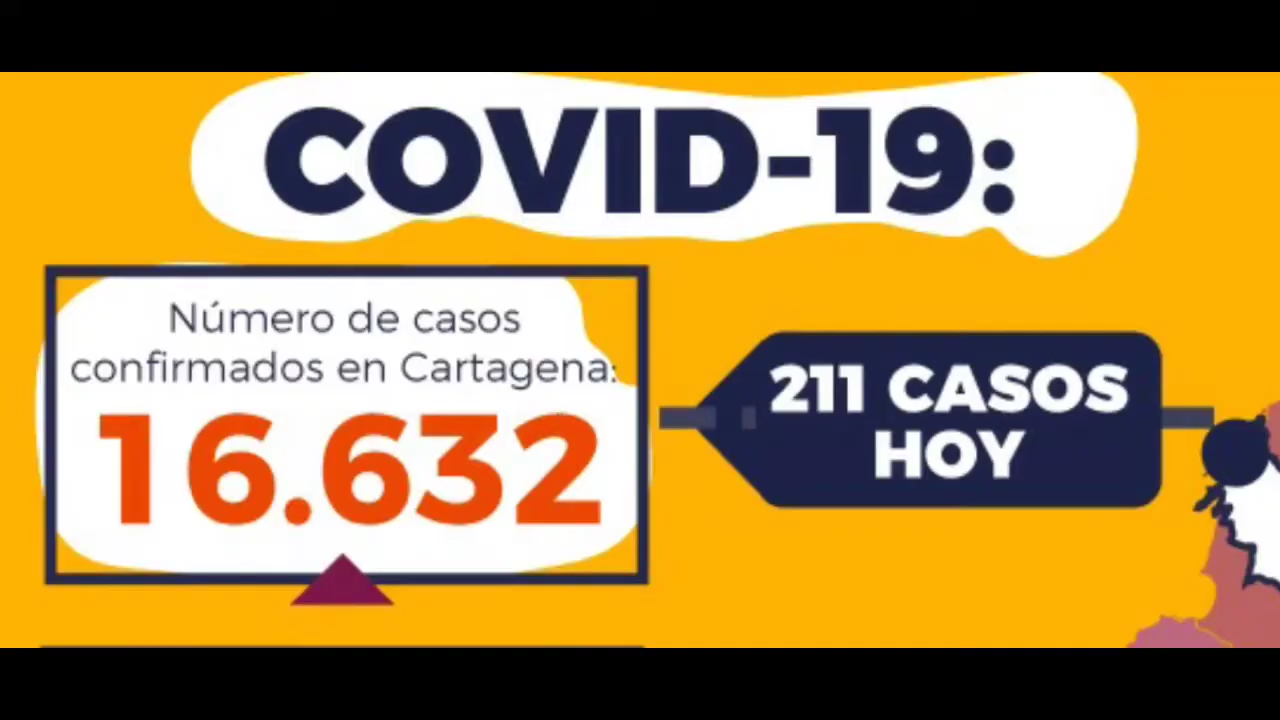 COVID-19:
Número de casos
confirmados en Cartagena:
16.632
211 CASOS
HOY